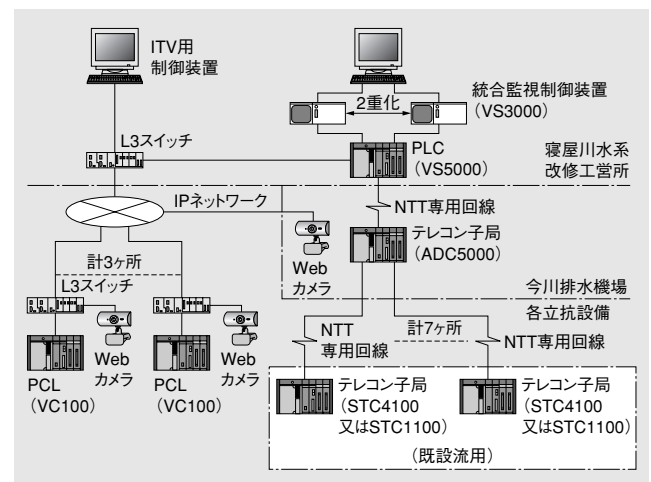 ITV用
制御装置
2重化
統合監視制御装置
(VS3000)
L3スイッチ
PLC
(VS5000)
寝屋川水系
改修工営所
IPネットワーク
NTT専用回線
テレコン子局
(ADC5000)
Web
カメラ
今川排水機場
計3ヶ所
L3スイッチ
各立抗設備
Web
カメラ
Web
カメラ
PCL
(VC100)
PCL
(VC100)
NTT
専用回線
計7ヶ所
NTT専用回線
テレコン子局
(STC4100
又はSTC1100)
テレコン子局
(STC4100
又はSTC1100)
(既設流用)